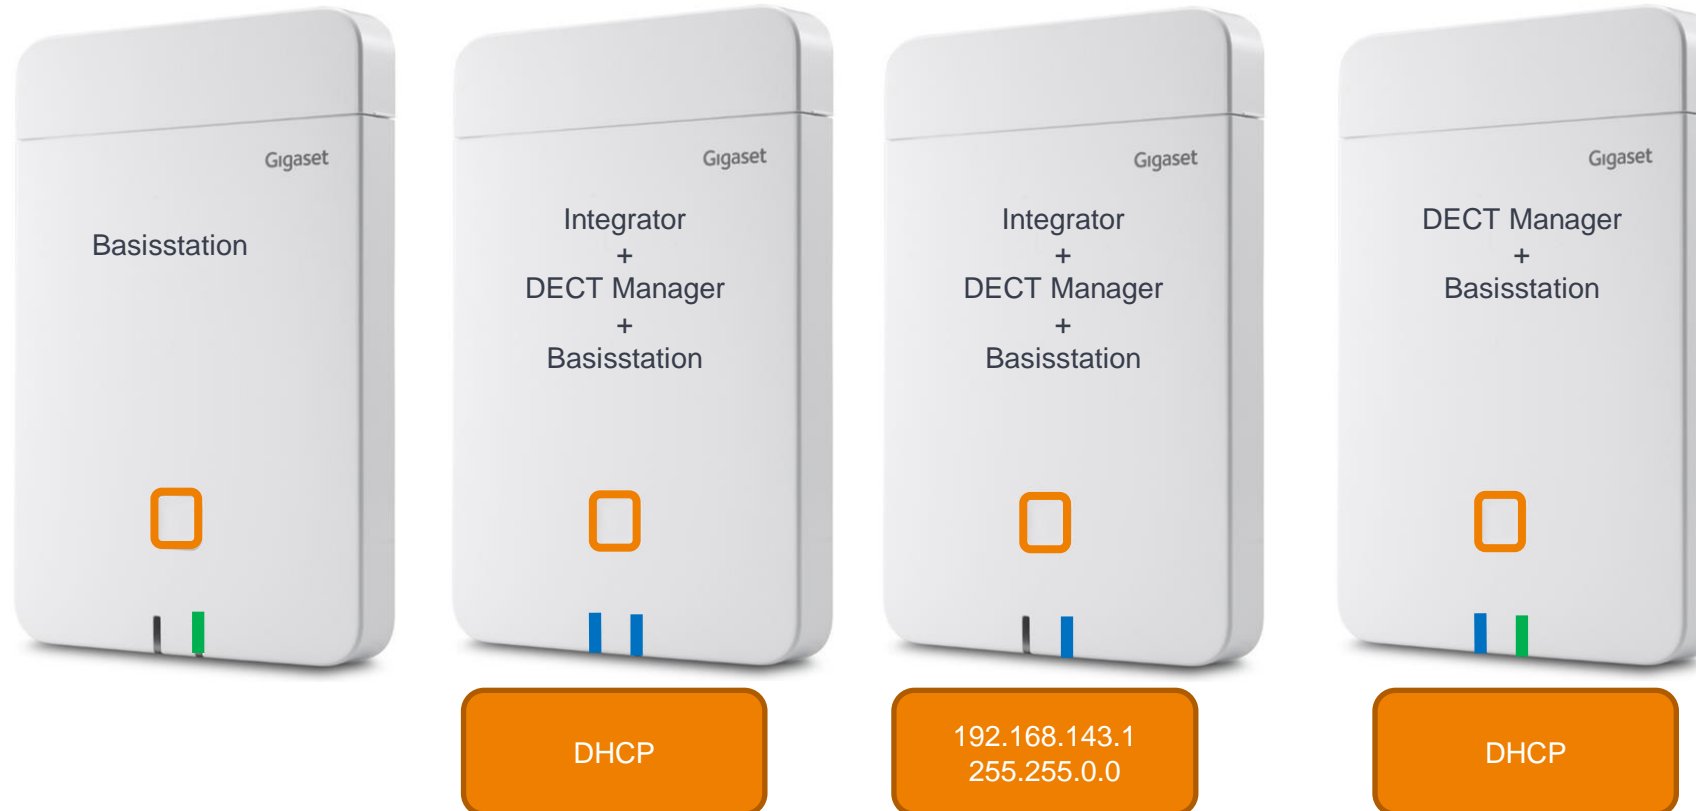 Gigaset
Basisstation
Gigaset
Integrator
+
DECT Manager
+
Basisstation
DHCP
Gigaset
Integrator
+
DECT Manager
+
Basisstation
192.168.143.1
255.255.0.0
Gigaset
DECT Manager
+
Basisstation
DHCP